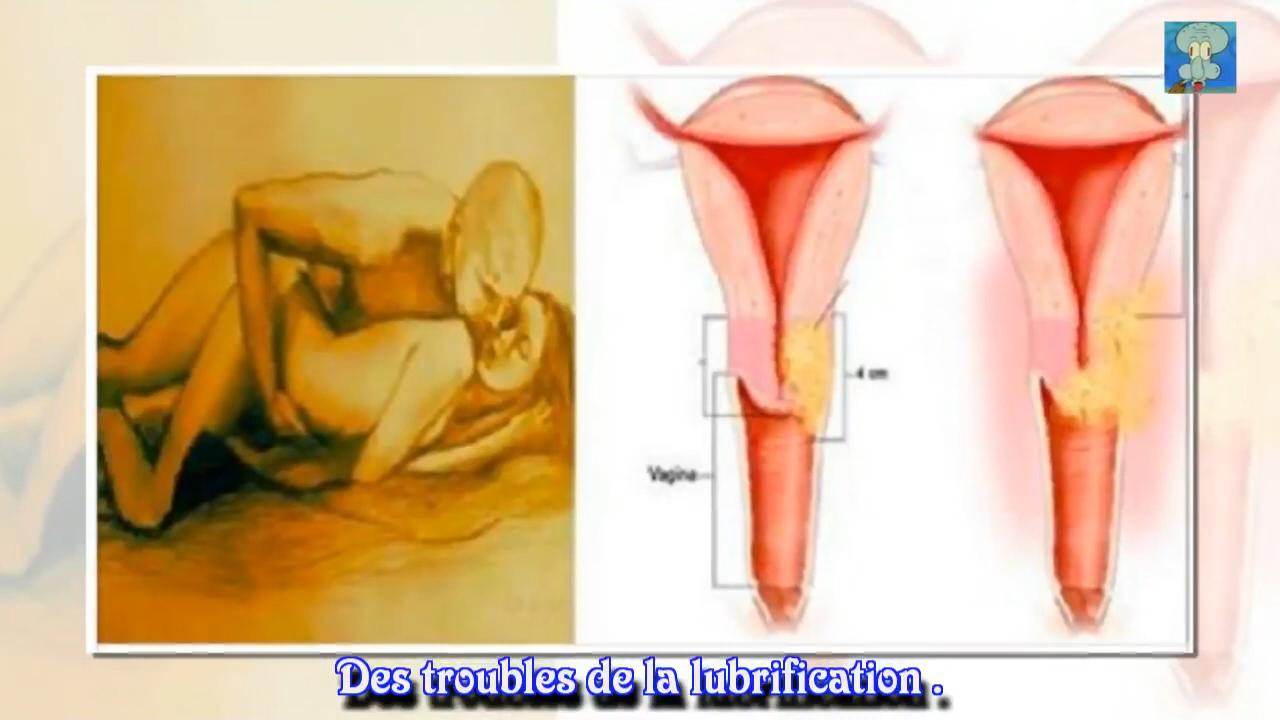 4 cm
Vagina
Des troubles de la lubrification .